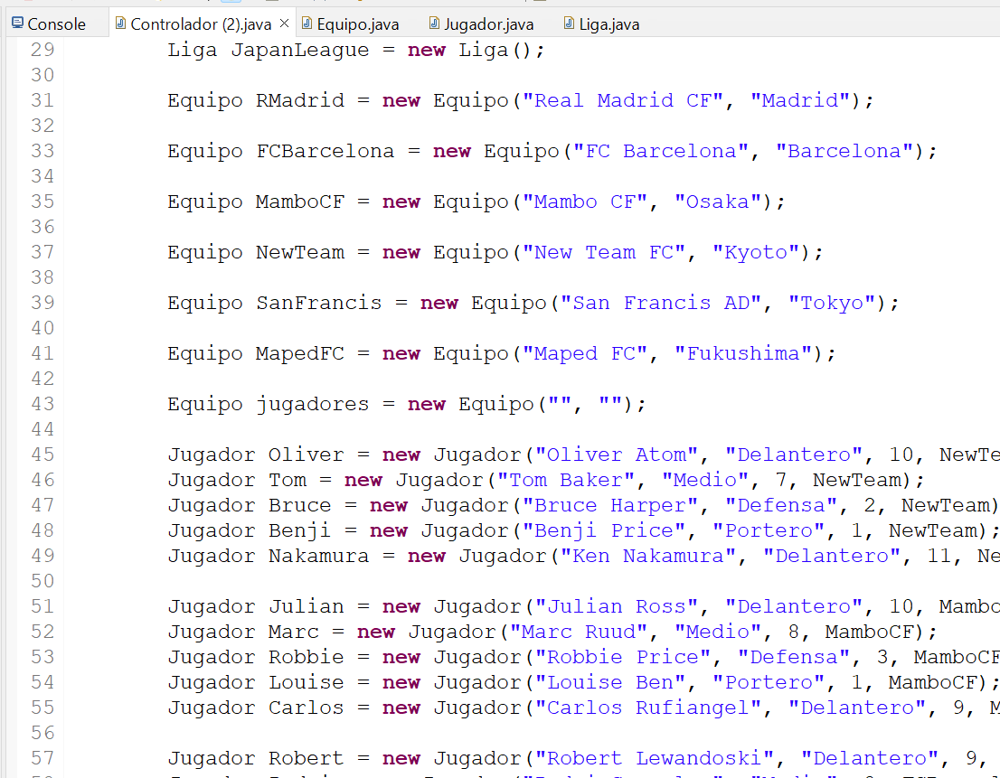 Console Controlador (2).java Equipo.java Jugador.java Liga.java
29 Liga JapanLeague = new Liga();
30
31 Equipo RMadrid = new Equipo("Real Madrid CF", "Madrid");
32
33 Equipo FCBarcelona = new Equipo("FC Barcelona", "Barcelona");
34
35 Equipo MamboCF = new Equipo("Mambo CF", "Osaka");
36
37 Equipo NewTeam = new Equipo("New Team FC", "Kyoto");
38
39 Equipo SanFrancis = new Equipo("San Francis AD", "Tokyo");
40
41 Equipo MapedFC = new Equipo("Maped FC", "Fukushima");
42
43 Equipo jugadores = new Equipo("", "");
44
45 Jugador Oliver = new Jugador("Oliver Atom", "Delantero", 10, NewTe
46 Jugador Tom = new Jugador("Tom Baker", "Medio", 7, NewTeam);
47 Jugador Bruce = new Jugador("Bruce Harper", "Defensa", 2, NewTeam)
48 Jugador Benji = new Jugador("Benji Price", "Portero", 1, NewTeam);
49 Jugador Nakamura = new Jugador("Ken Nakamura", "Delantero", 11, Ne
50
51 Jugador Julian = new Jugador("Julian Ross", "Delantero", 10, Mambo
52 Jugador Marc = new Jugador("Marc Ruud", "Medio", 8, MamboCF);
53 Jugador Robbie = new Jugador("Robbie Price", "Defensa", 3, MamboCF
54 Jugador Louise = new Jugador("Louise Ben", "Portero", 1, MamboCF);
55 Jugador Carlos = new Jugador("Carlos Rufiangel", "Delantero", 9, M
56
57 Jugador Robert = new Jugador("Robert Lewandoski", "Delantero", 9,